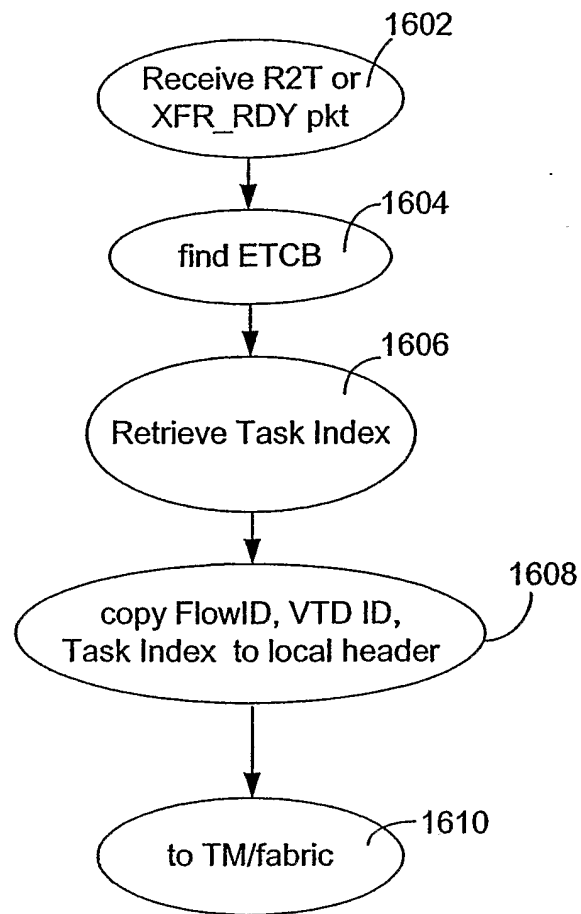 1602
Receive R2T or
XFR_RDY pkt
1604
find ETCB
1606
Retrieve Task Index
1608
copy FlowID, VTD ID,
Task Index to local header
1610
to TM/fabric